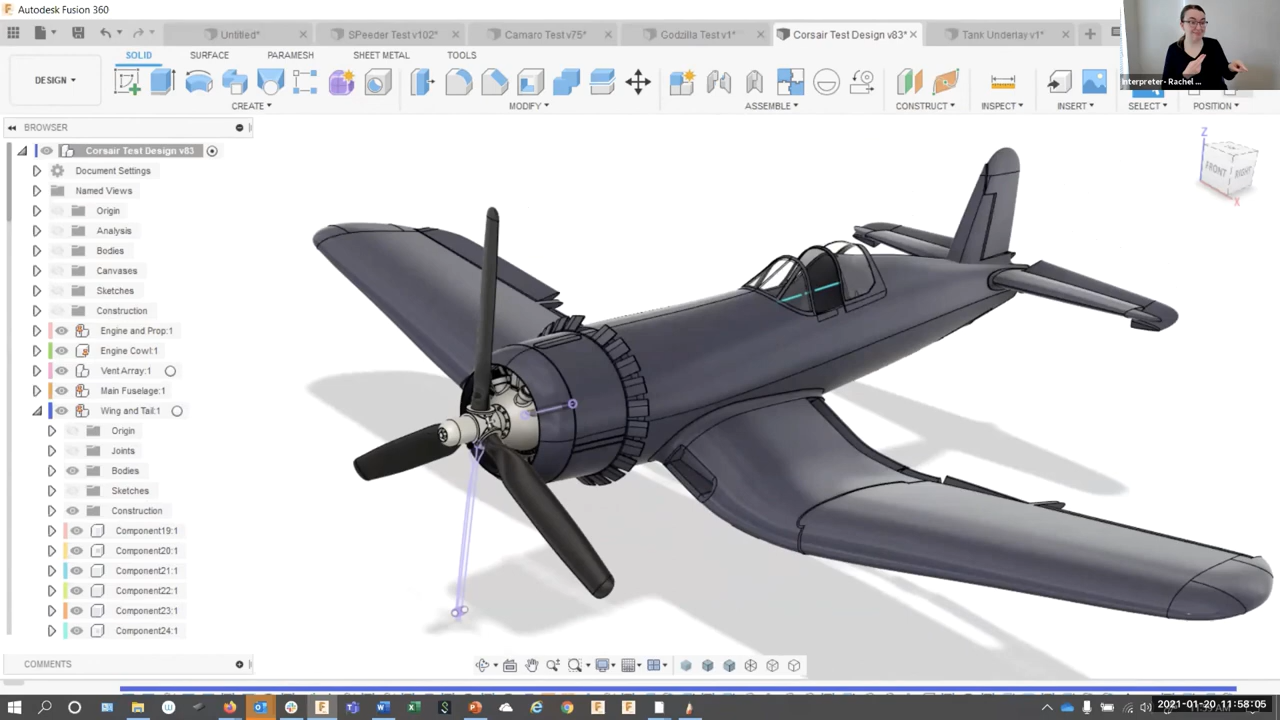 Autodesk Fusion 360
Untitled*
SPeeder Test v102*
Camaro Test v75*
Godzilla Test v1*
Corsair Test Design v83*
Tank Undertay v1*
SOLID
SURFACE
PARAMESH
SHEET METAL
TOOLS
DESIGN
CREATE
MODIFY
ASSEMBLE
CONSTRUCT
INSPECT
INSERT
SELECT
POSITION
Interpreter- Rachel ...
BROWSER
Corsair Test Design v83
Document Settings
Named Views
Origin
Analysis
Bodies
Canvases
Sketches
Construction
Engine and Prop:1
Engine Cowl:1
Vent Array:1
Main Fuselage:1
Wing and Tail:1
Origin
Joints
Bodies
Sketches
Construction
Component19:1
Component20:1
Component21:1
Component22:1
Component23:1
Component24:1
Z
FRONT
RIGHT
X
COMMENTS
2021-01-20 11:58:05